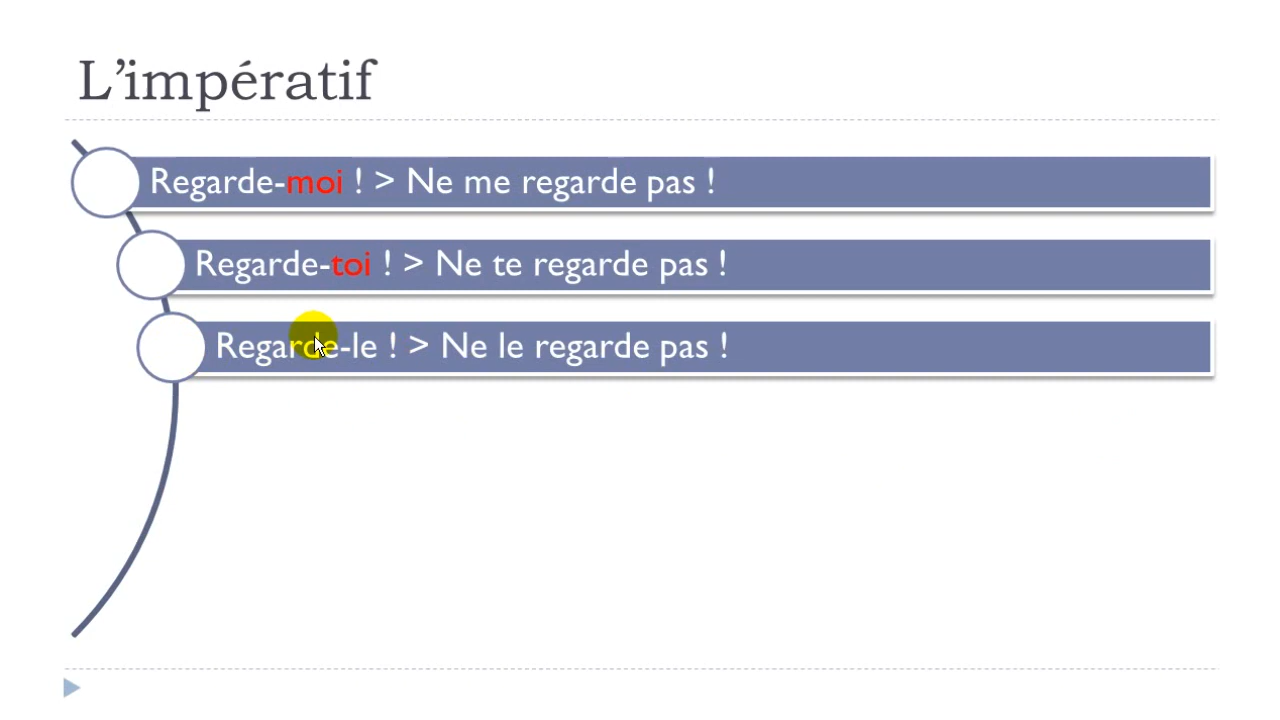 L’impératif
Regarde-moi ! > Ne me regarde pas !
Regarde-toi ! > Ne te regarde pas !
Regarde-le ! > Ne le regarde pas !